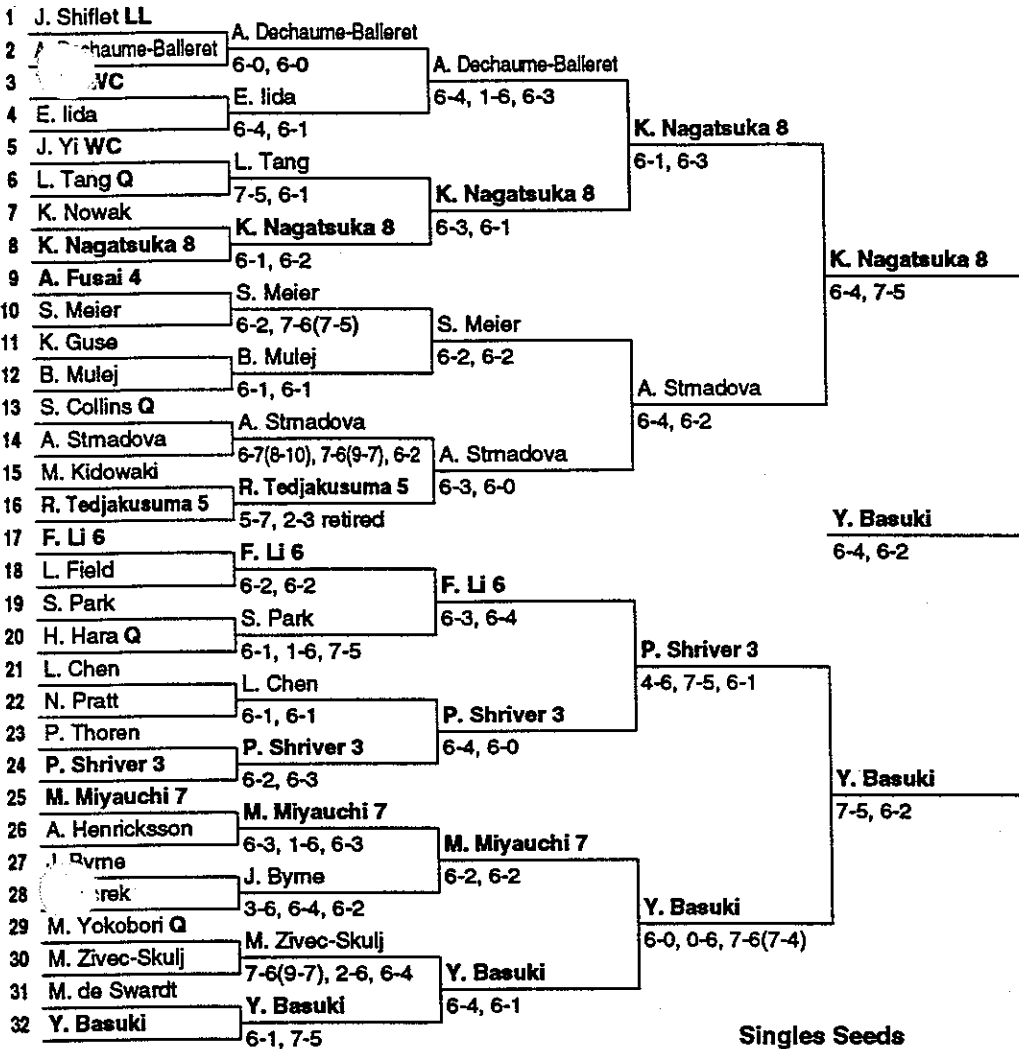 1 J. Shiflet LL
2 A. Dechaume-Balleret
3 WC
4 E. Iida
5 J. Yi WC
6 L. Tang Q
7 K. Nowak
8 K. Nagatsuka 8
9 A. Fusai 4
10 S. Meier
11 K. Guse
12 B. Mulej
13 S. Collins Q
14 A. Strnadova
15 M. Kidowaki
16 R. Tedjakusuma 5
17 F. Li 6
18 L. Field
19 S. Park
20 H. Hara Q
21 L. Chen
22 N. Pratt
23 P. Thoren
24 P. Shriver 3
25 M. Miyauchi 7
26 A. Henricksson
27 J. Byrne
28
29 M. Yokobori Q
30 M. Zivec-Skulj
31 M. de Swardt
32 Y. Basuki
A. Dechaume-Balleret
6-0, 6-0
E. Iida
6-4, 6-1
L. Tang
7-5, 6-1
K. Nagatsuka 8
6-1, 6-2
S. Meier
6-2, 7-6(7-5)
B. Mulej
6-1, 6-1
A. Strnadova
6-7(8-10), 7-6(9-7), 6-2
R. Tedjakusuma 5
5-7, 2-3 retired
F. Li 6
6-2, 6-2
S. Park
6-1, 1-6, 7-5
L. Chen
6-1, 6-1
P. Shriver 3
6-2, 6-3
M. Miyauchi 7
6-3, 1-6, 6-3
J. Byrne
3-6, 6-4, 6-2
M. Zivec-Skulj
7-6(9-7), 2-6, 6-4
Y. Basuki
6-1, 7-5
A. Dechaume-Balleret
6-4, 1-6, 6-3
K. Nagatsuka 8
6-3, 6-1
S. Meier
6-2, 6-2
A. Strnadova
6-3, 6-0
F. Li 6
6-3, 6-4
P. Shriver 3
6-4, 6-0
M. Miyauchi 7
6-2, 6-2
Y. Basuki
6-4, 6-1
K. Nagatsuka 8
6-1, 6-3
A. Strnadova
6-4, 6-2
P. Shriver 3
4-6, 7-5, 6-1
Y. Basuki
6-0, 0-6, 7-6(7-4)
K. Nagatsuka 8
6-4, 7-5
Y. Basuki
7-5, 6-2
Y. Basuki
6-4, 6-2
Singles Seeds